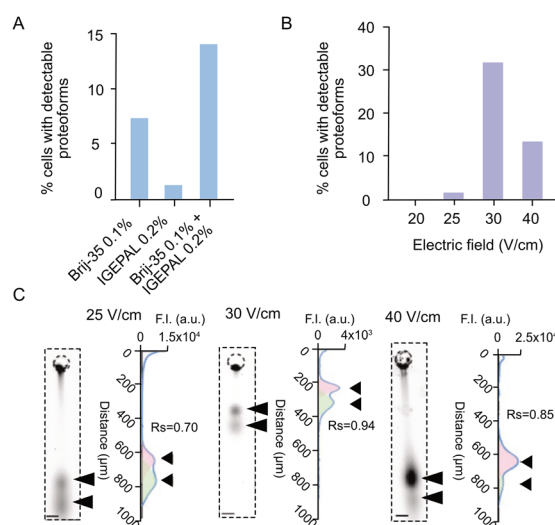 A
% cells with detectable
proteoforms
15
10
5
0
Brij-35 0.1%
IGEPAL 0.2%
Brij-35 0.1% +
IGEPAL 0.2%
B
% cells with detectable
proteoforms
40
30
20
10
0
20 25 30 40
Electric field (V/cm)
C
25 V/cm
F.I. (a.u.)
0 1.5x10⁴
0
200
400
600
800
1000
Distance (µm)
Rs=0.70
30 V/cm
F.I. (a.u.)
0 4x10³
0
200
400
600
800
1000
Distance (µm)
Rs=0.94
40 V/cm
F.I. (a.u.)
0 2.5x10⁴
0
200
400
600
800
1000
Distance (µm)
Rs=0.85